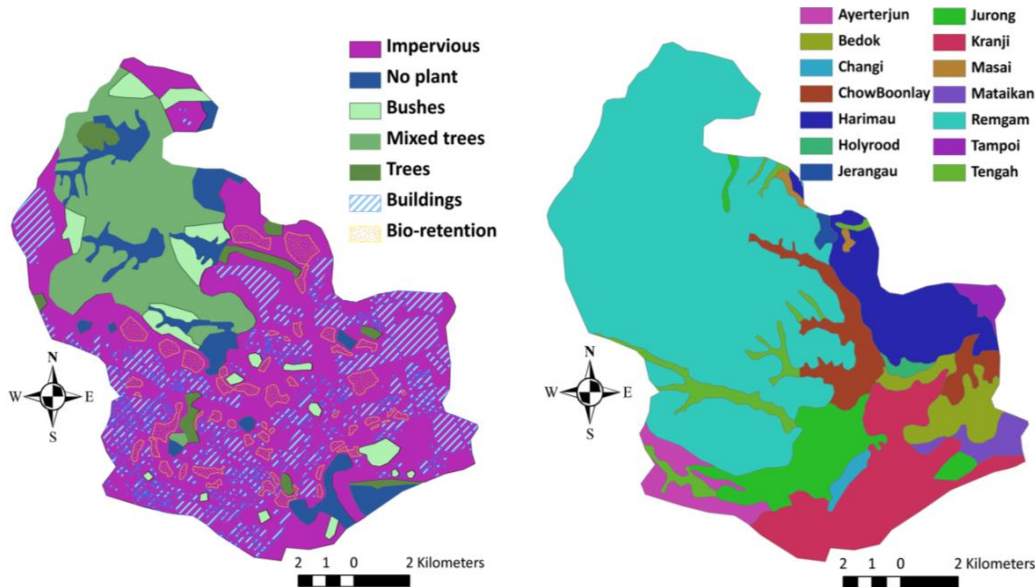 Impervious
No plant
Bushes
Mixed trees
Trees
Buildings
Bio-retention
N
W E
S
2 1 0 2 Kilometers
Ayerterjun
Bedok
Changi
ChowBoonlay
Harimau
Holyrood
Jerangau
Jurong
Kranji
Masai
Mataikan
Remgam
Tampoi
Tengah
N
W E
S
2 1 0 2 Kilometers